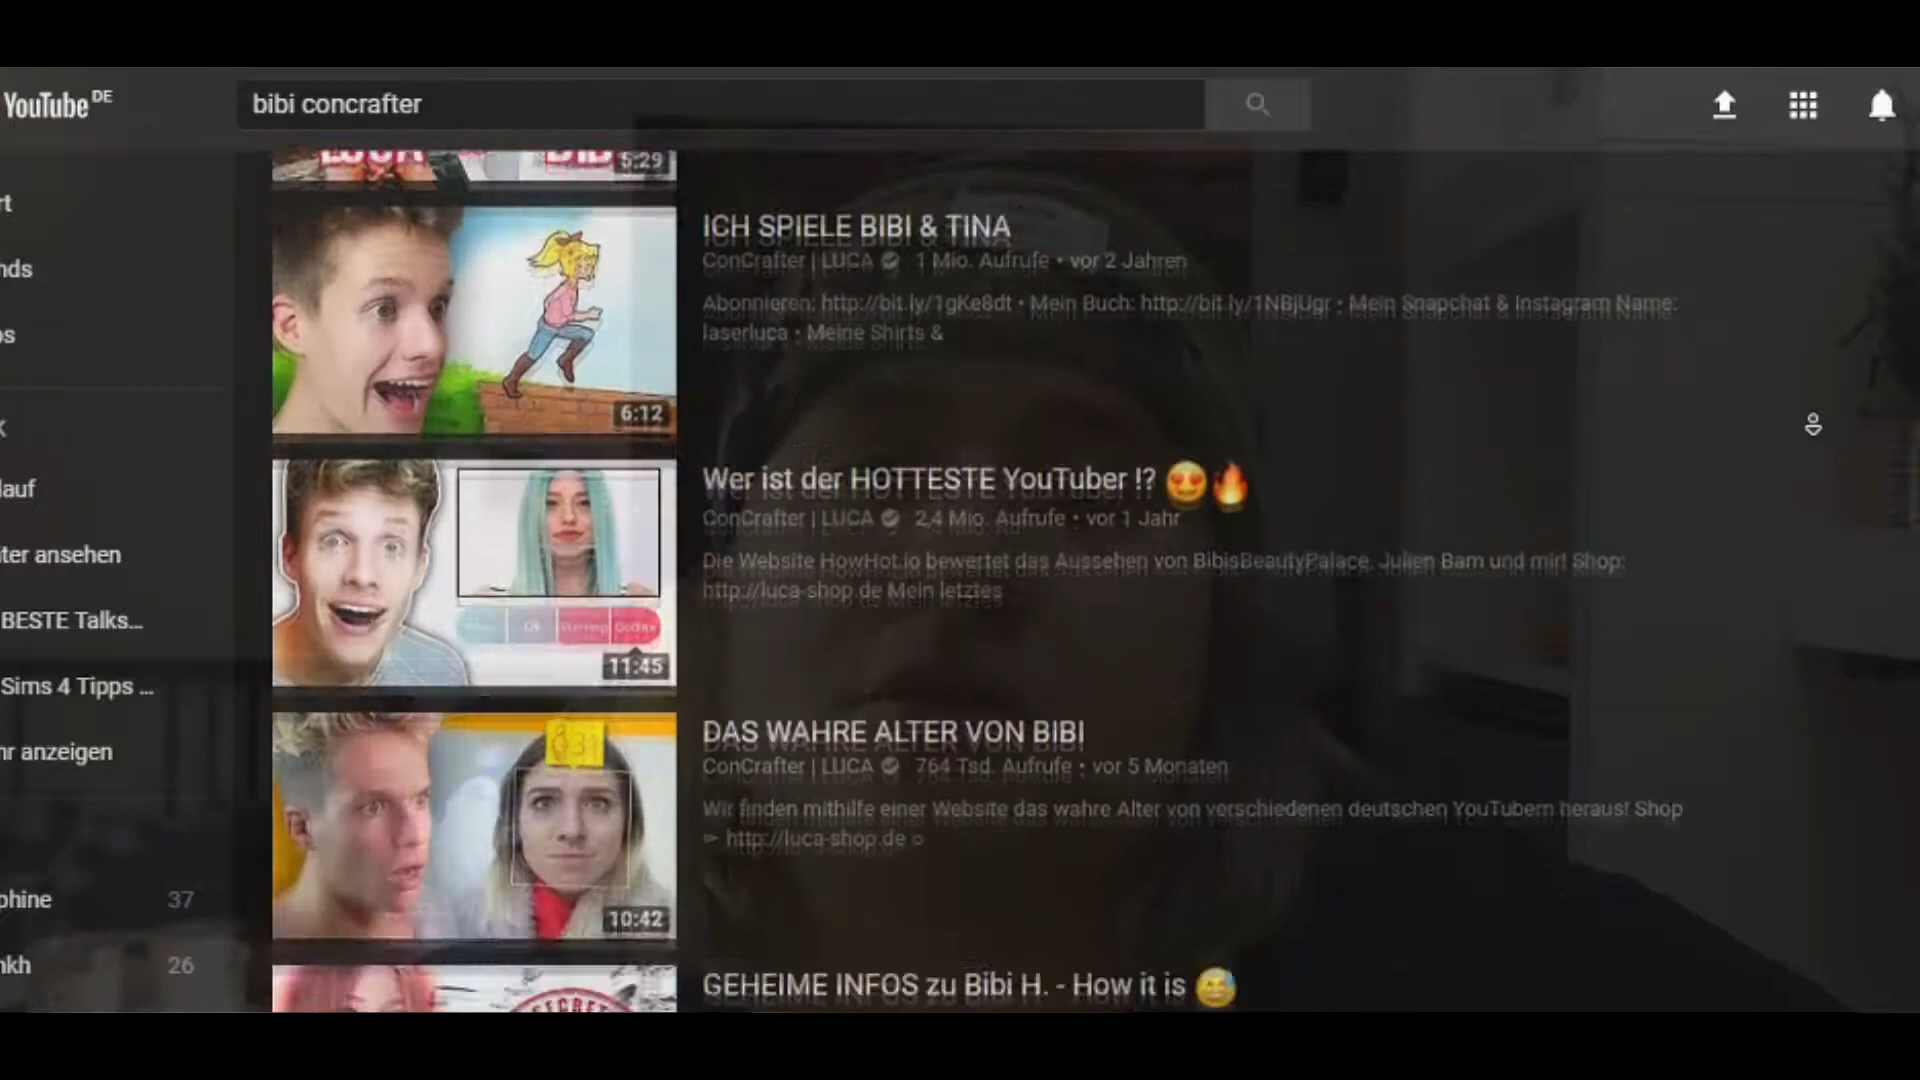 YouTube DE
bibi concrafter
5:29
rt
nds
os
K
lauf
ter ansehen
BESTE Talks...
Sims 4 Tipps ...
hr anzeigen
phine 37
nkh 26
ICH SPIELE BIBI & TINA
ConCrafter | LUCA 1 Mio. Aufrufe • vor 2 Jahren
Abonnieren: http://bit.ly/1gKe8dt • Mein Buch: http://bit.ly/1NBjUgr • Mein Snapchat & Instagram Name:
laserluca • Meine Shirts &
6:12
Wer ist der HOTTESTE YouTuber !? 😍🔥
ConCrafter | LUCA 2,4 Mio. Aufrufe • vor 1 Jahr
Die Website HowHot.io bewertet das Aussehen von BibisBeautyPalace, Julien Bam und mir! Shop:
http://luca-shop.de Mein letztes
Ok
11:45
DAS WAHRE ALTER VON BIBI
ConCrafter | LUCA 764 Tsd. Aufrufe • vor 5 Monaten
Wir finden mithilfe einer Website das wahre Alter von verschiedenen deutschen YouTubern heraus! Shop
➳ http://luca-shop.de ○
10:42
GEHEIME INFOS zu Bibi H. - How it is 😅
SECRET